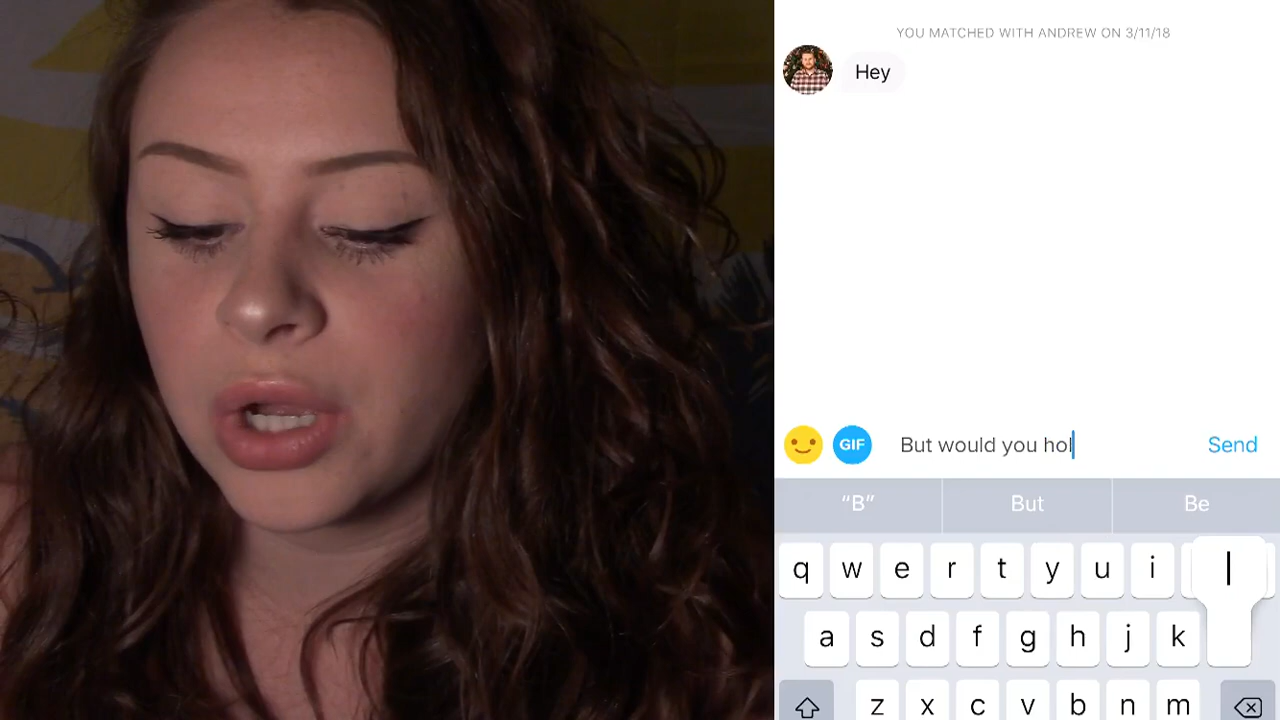 YOU MATCHED WITH ANDREW ON 3/11/18
Hey
GIF But would you hol Send
“B” But Be
q w e r t y u i l
a s d f g h j k
z x c v b n m